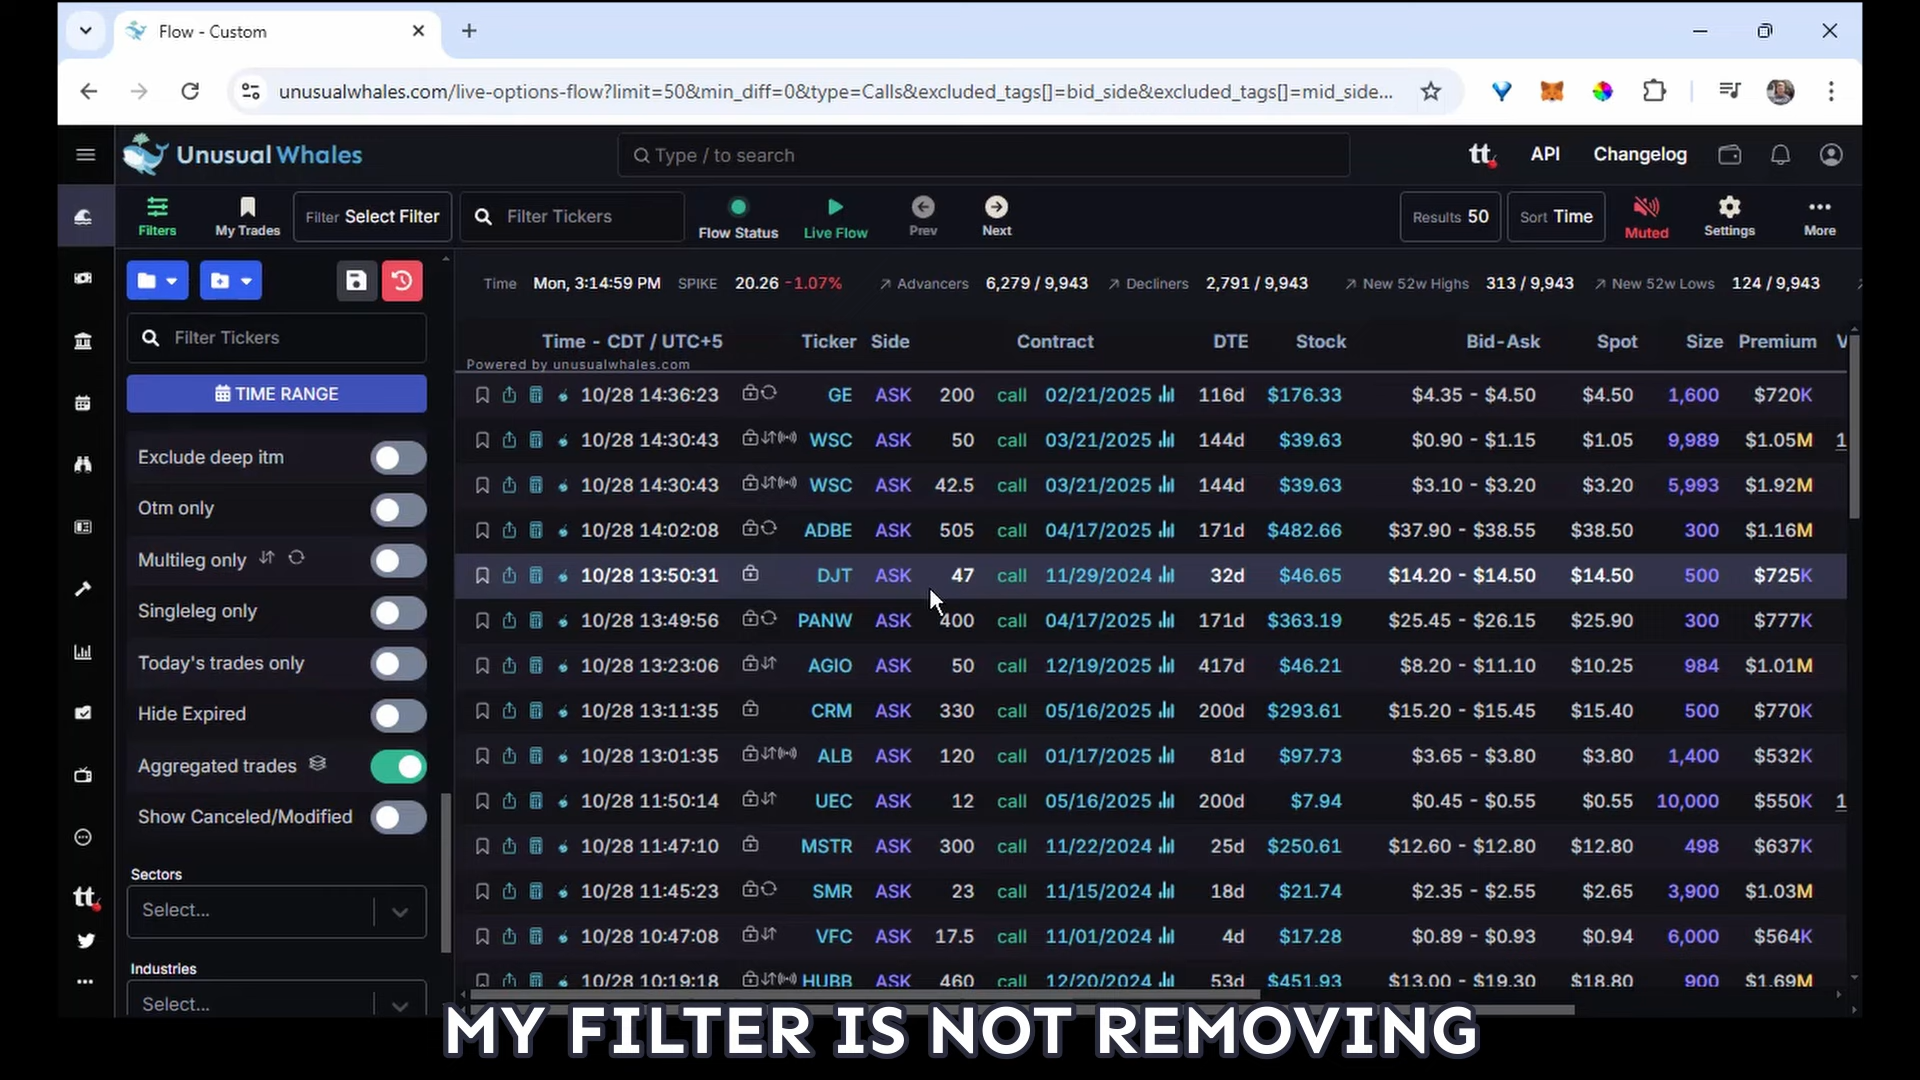 Flow - Custom
unusualwhales.com/live-options-flow?limit=50&min_diff=0&type=Calls&excluded_tags[]=bid_side&excluded_tags[]=mid_side...
Unusual Whales
Type / to search
tt
API
Changelog
Filters
My Trades
Filter Select Filter
Filter Tickers
Flow Status
Live Flow
Prev
Next
Results 50
Sort Time
Muted
Settings
More
Time Mon, 3:14:59 PM SPIKE 20.26 -1.07% Advancers 6,279 / 9,943 Decliners 2,791 / 9,943 New 52w Highs 313 / 9,943 New 52w Lows 124 / 9,943
Filter Tickers
TIME RANGE
Exclude deep itm
Otm only
Multileg only
Singleleg only
Today's trades only
Hide Expired
Aggregated trades
Show Canceled/Modified
Sectors
Select...
Industries
Select...
tt
Time - CDT / UTC+5 Ticker Side Contract DTE Stock Bid-Ask Spot Size Premium V
Powered by unusualwhales.com
10/28 14:36:23 GE ASK 200 call 02/21/2025 116d $176.33 $4.35 - $4.50 $4.50 1,600 $720K
10/28 14:30:43 WSC ASK 50 call 03/21/2025 144d $39.63 $0.90 - $1.15 $1.05 9,989 $1.05M 1
10/28 14:30:43 WSC ASK 42.5 call 03/21/2025 144d $39.63 $3.10 - $3.20 $3.20 5,993 $1.92M
10/28 14:02:08 ADBE ASK 505 call 04/17/2025 171d $482.66 $37.90 - $38.55 $38.50 300 $1.16M
10/28 13:50:31 DJT ASK 47 call 11/29/2024 32d $46.65 $14.20 - $14.50 $14.50 500 $725K
10/28 13:49:56 PANW ASK 400 call 04/17/2025 171d $363.19 $25.45 - $26.15 $25.90 300 $777K
10/28 13:23:06 AGIO ASK 50 call 12/19/2025 417d $46.21 $8.20 - $11.10 $10.25 984 $1.01M
10/28 13:11:35 CRM ASK 330 call 05/16/2025 200d $293.61 $15.20 - $15.45 $15.40 500 $770K
10/28 13:01:35 ALB ASK 120 call 01/17/2025 81d $97.73 $3.65 - $3.80 $3.80 1,400 $532K
10/28 11:50:14 UEC ASK 12 call 05/16/2025 200d $7.94 $0.45 - $0.55 $0.55 10,000 $550K 1
10/28 11:47:10 MSTR ASK 300 call 11/22/2024 25d $250.61 $12.60 - $12.80 $12.80 498 $637K
10/28 11:45:23 SMR ASK 23 call 11/15/2024 18d $21.74 $2.35 - $2.55 $2.65 3,900 $1.03M
10/28 10:47:08 VFC ASK 17.5 call 11/01/2024 4d $17.28 $0.89 - $0.93 $0.94 6,000 $564K
10/28 10:19:18 HUBB ASK 460 call 12/20/2024 53d $451.93 $13.00 - $19.30 $18.80 900 $1.69M
MY FILTER IS NOT REMOVING